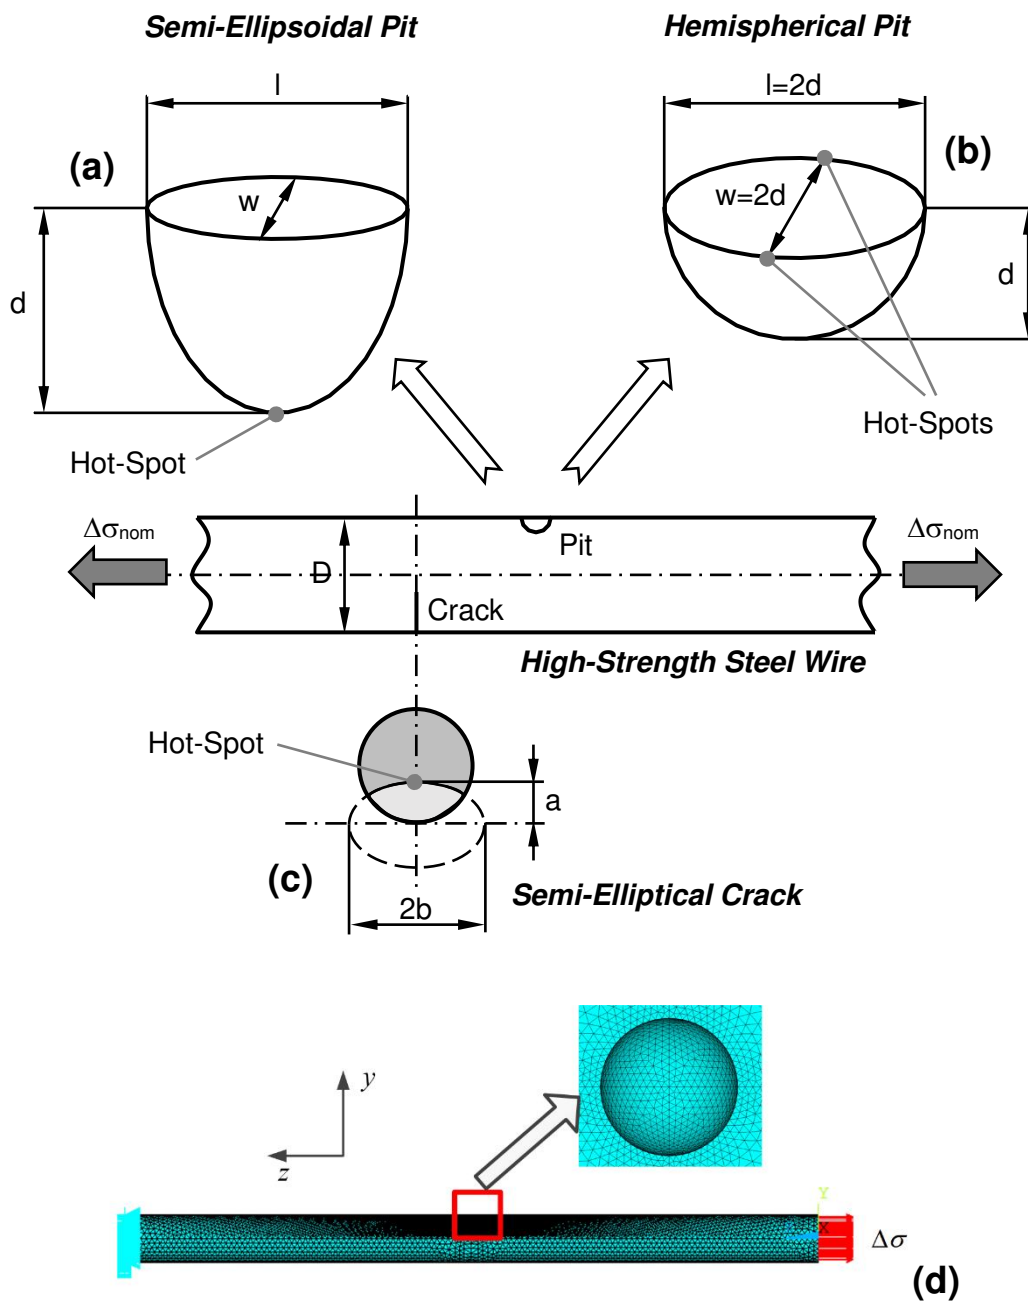 Semi-Ellipsoidal Pit
Hemispherical Pit
l
l=2d
(a)
(b)
w
w=2d
d
d
Hot-Spot
Hot-Spots
Δσnom
Δσnom
D
Pit
Crack
High-Strength Steel Wire
Hot-Spot
a
(c)
2b
Semi-Elliptical Crack
y
z
Y
X
Δσ
(d)